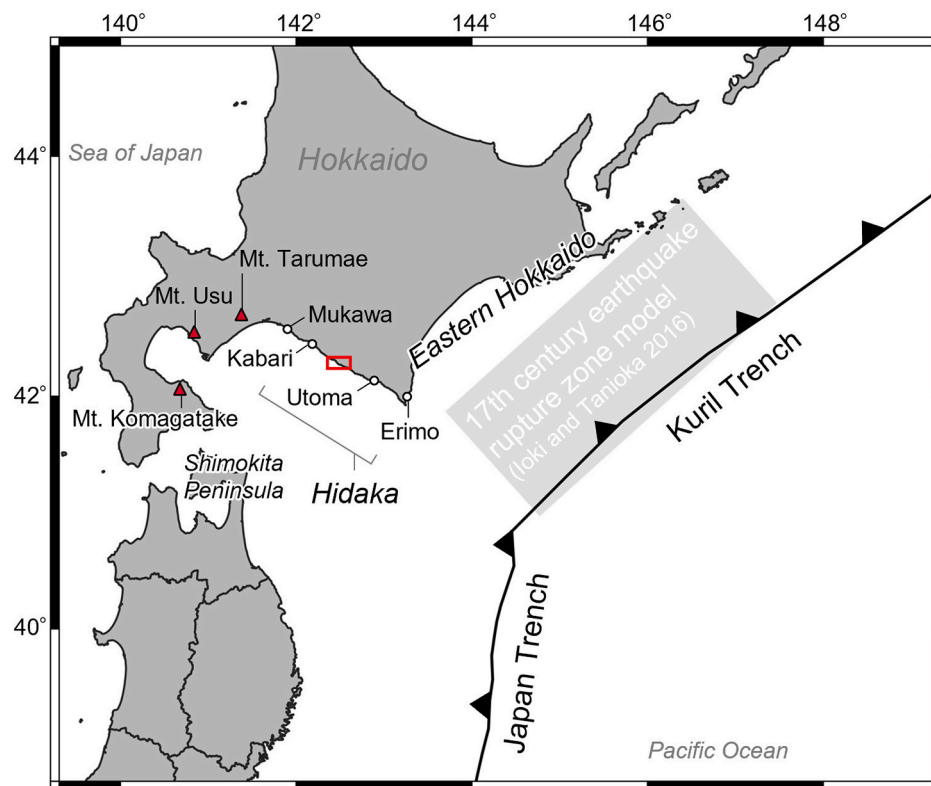 140°
142°
144°
146°
148°
44°
Sea of Japan
Hokkaido
Mt. Tarumae
Mt. Usu
Mukawa
Kabari
Eastern Hokkaido
17th century earthquake
rupture zone model
(Ioki and Tanioka 2016)
42°
Utoma
Mt. Komagatake
Erimo
Kuril Trench
Shimokita
Peninsula
Hidaka
40°
Japan Trench
Pacific Ocean